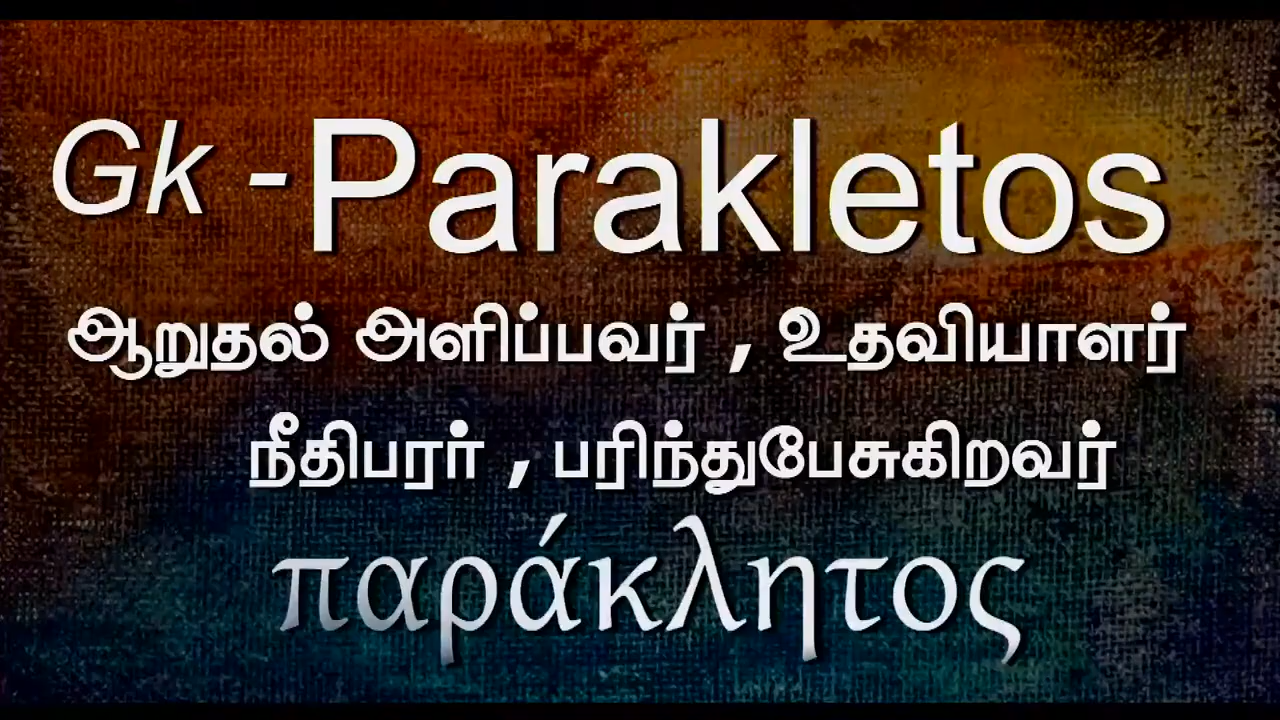 Gk -Parakletos
ஆறுதல் அளிப்பவர் , உதவியாளர்
நீதிபரர் , பரிந்துபேசுகிறவர்
παράκλητος